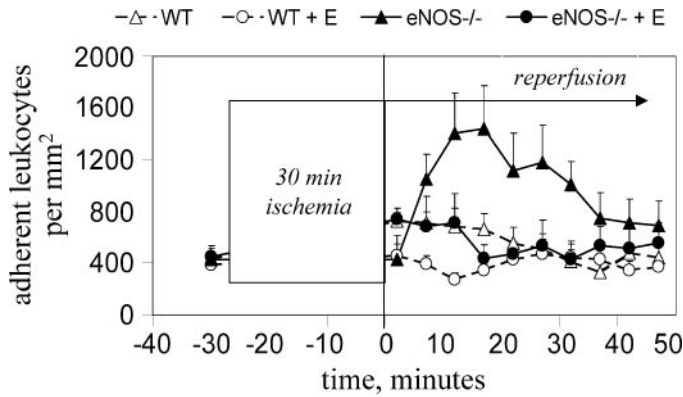 WT WT + E eNOS-/- eNOS-/- + E
2000
1600
1200
800
400
0
reperfusion
30 min
ischemia
adherent leukocytes
per mm²
-40 -30 -20 -10 0 10 20 30 40 50
time, minutes